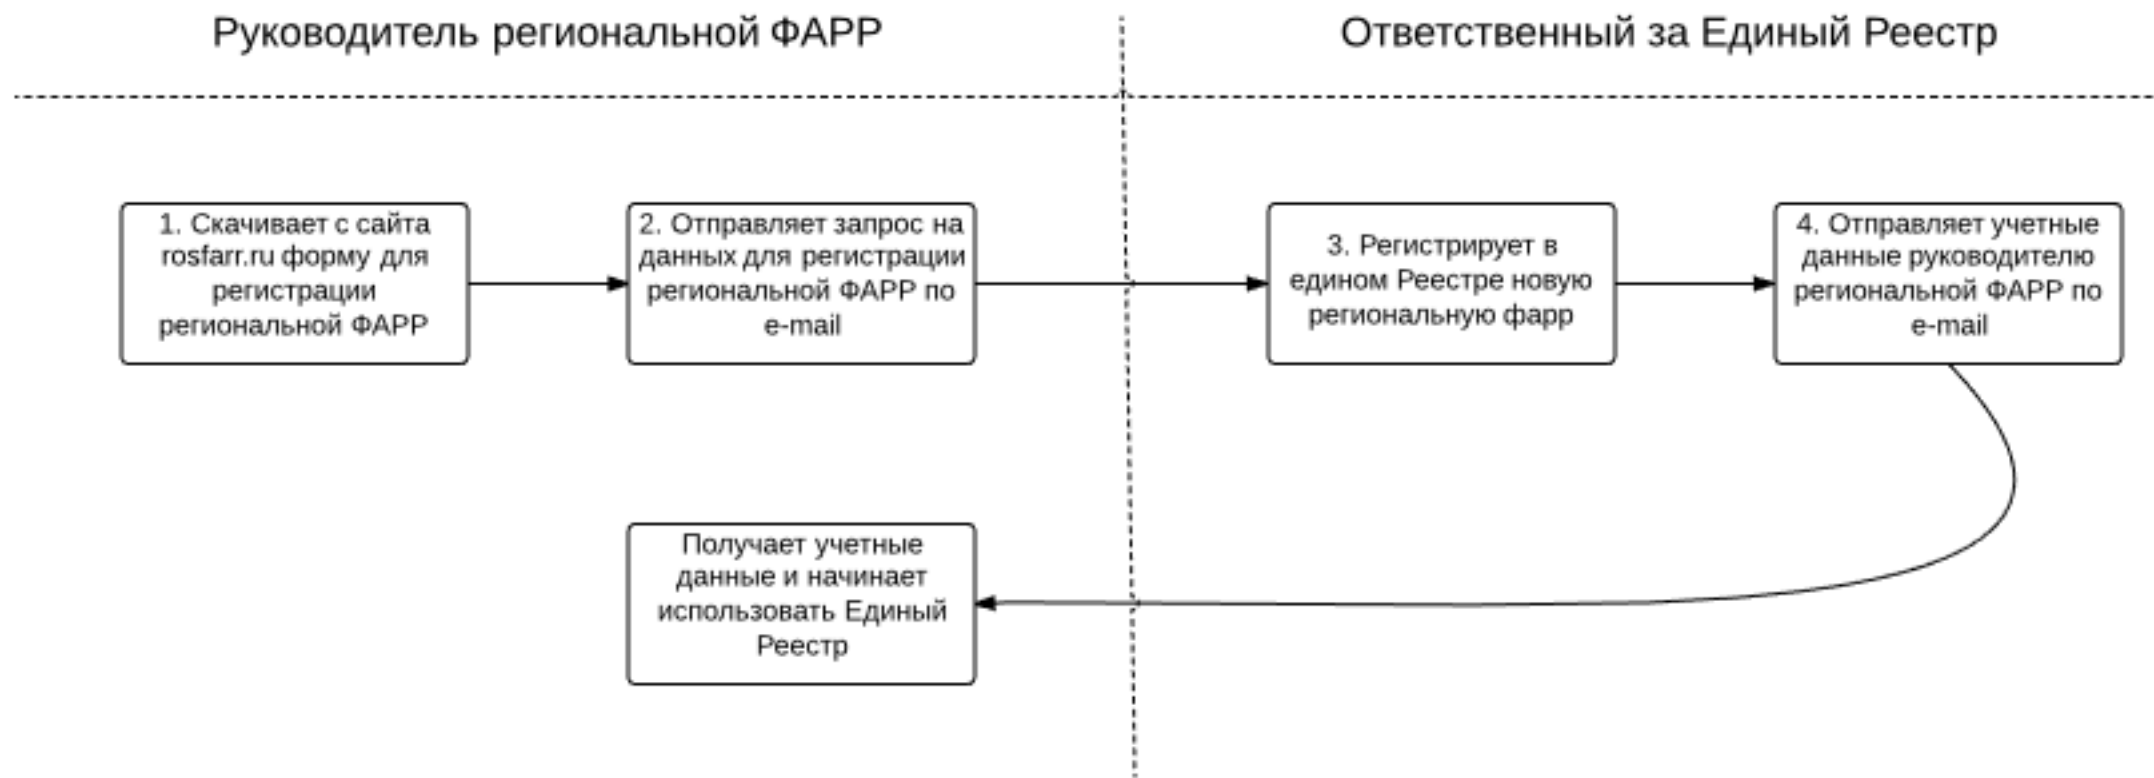 Руководитель региональной ФАРР
Ответственный за Единый Реестр
1. Скачивает с сайта
rosfarr.ru форму для
регистрации
региональной ФАРР
2. Отправляет запрос на
данных для регистрации
региональной ФАРР по
e-mail
3. Регистрирует в
едином Реестре новую
региональную фарр
4. Отправляет учетные
данные руководителю
региональной ФАРР по
e-mail
Получает учетные
данные и начинает
использовать Единый
Реестр